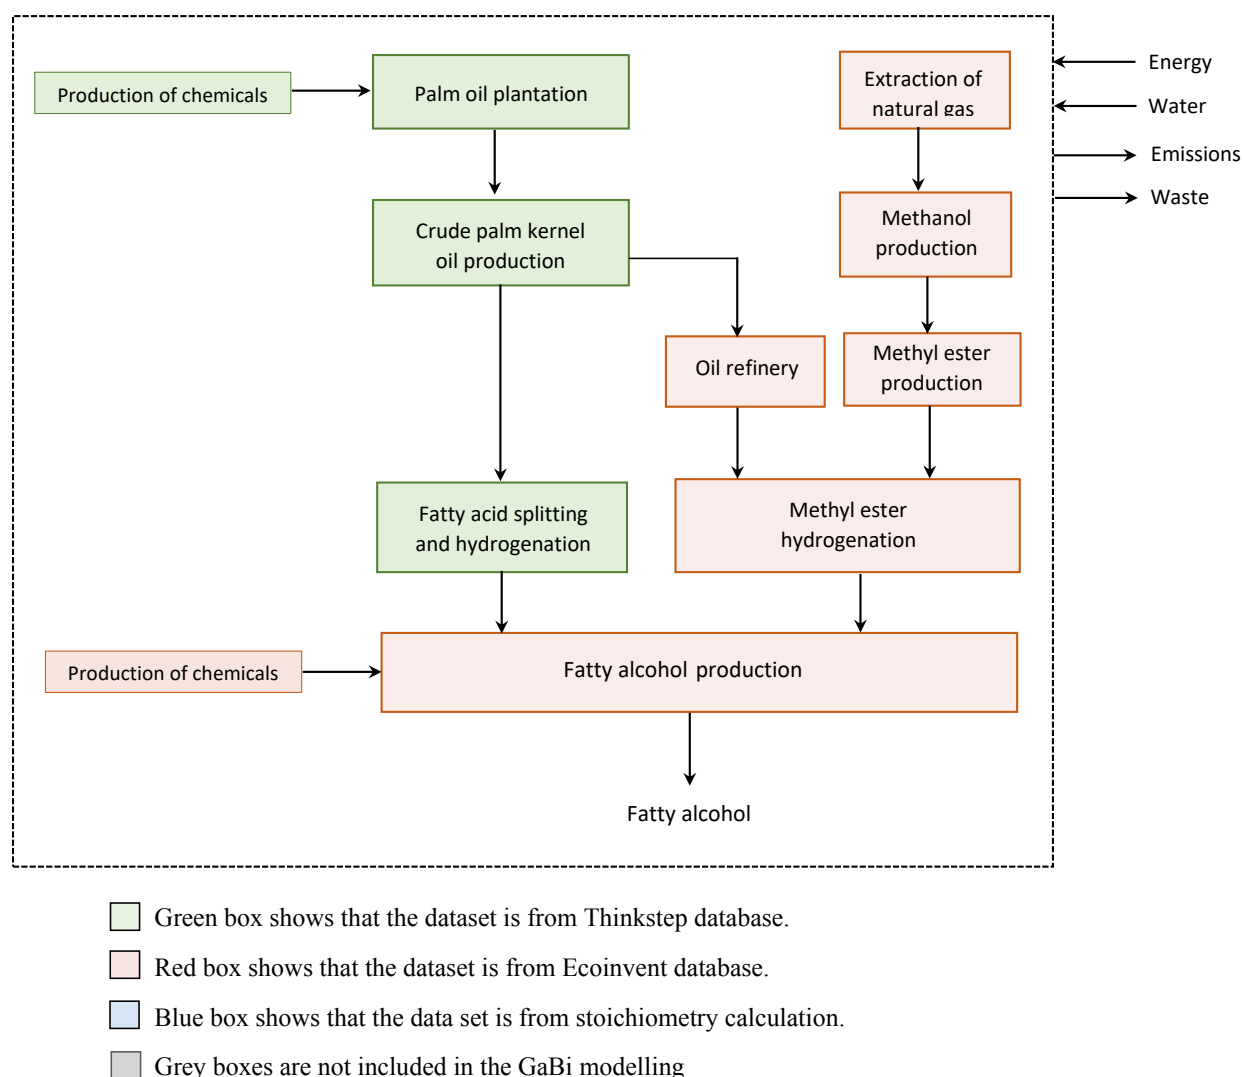 Production of chemicals
Palm oil plantation
Extraction of
natural gas
Energy
Water
Emissions
Waste
Crude palm kernel
oil production
Methanol
production
Oil refinery
Methyl ester
production
Fatty acid splitting
and hydrogenation
Methyl ester
hydrogenation
Production of chemicals
Fatty alcohol production
Fatty alcohol
Green box shows that the dataset is from Thinkstep database.
Red box shows that the dataset is from Ecoinvent database.
Blue box shows that the data set is from stoichiometry calculation.
Grey boxes are not included in the GaBi modelling